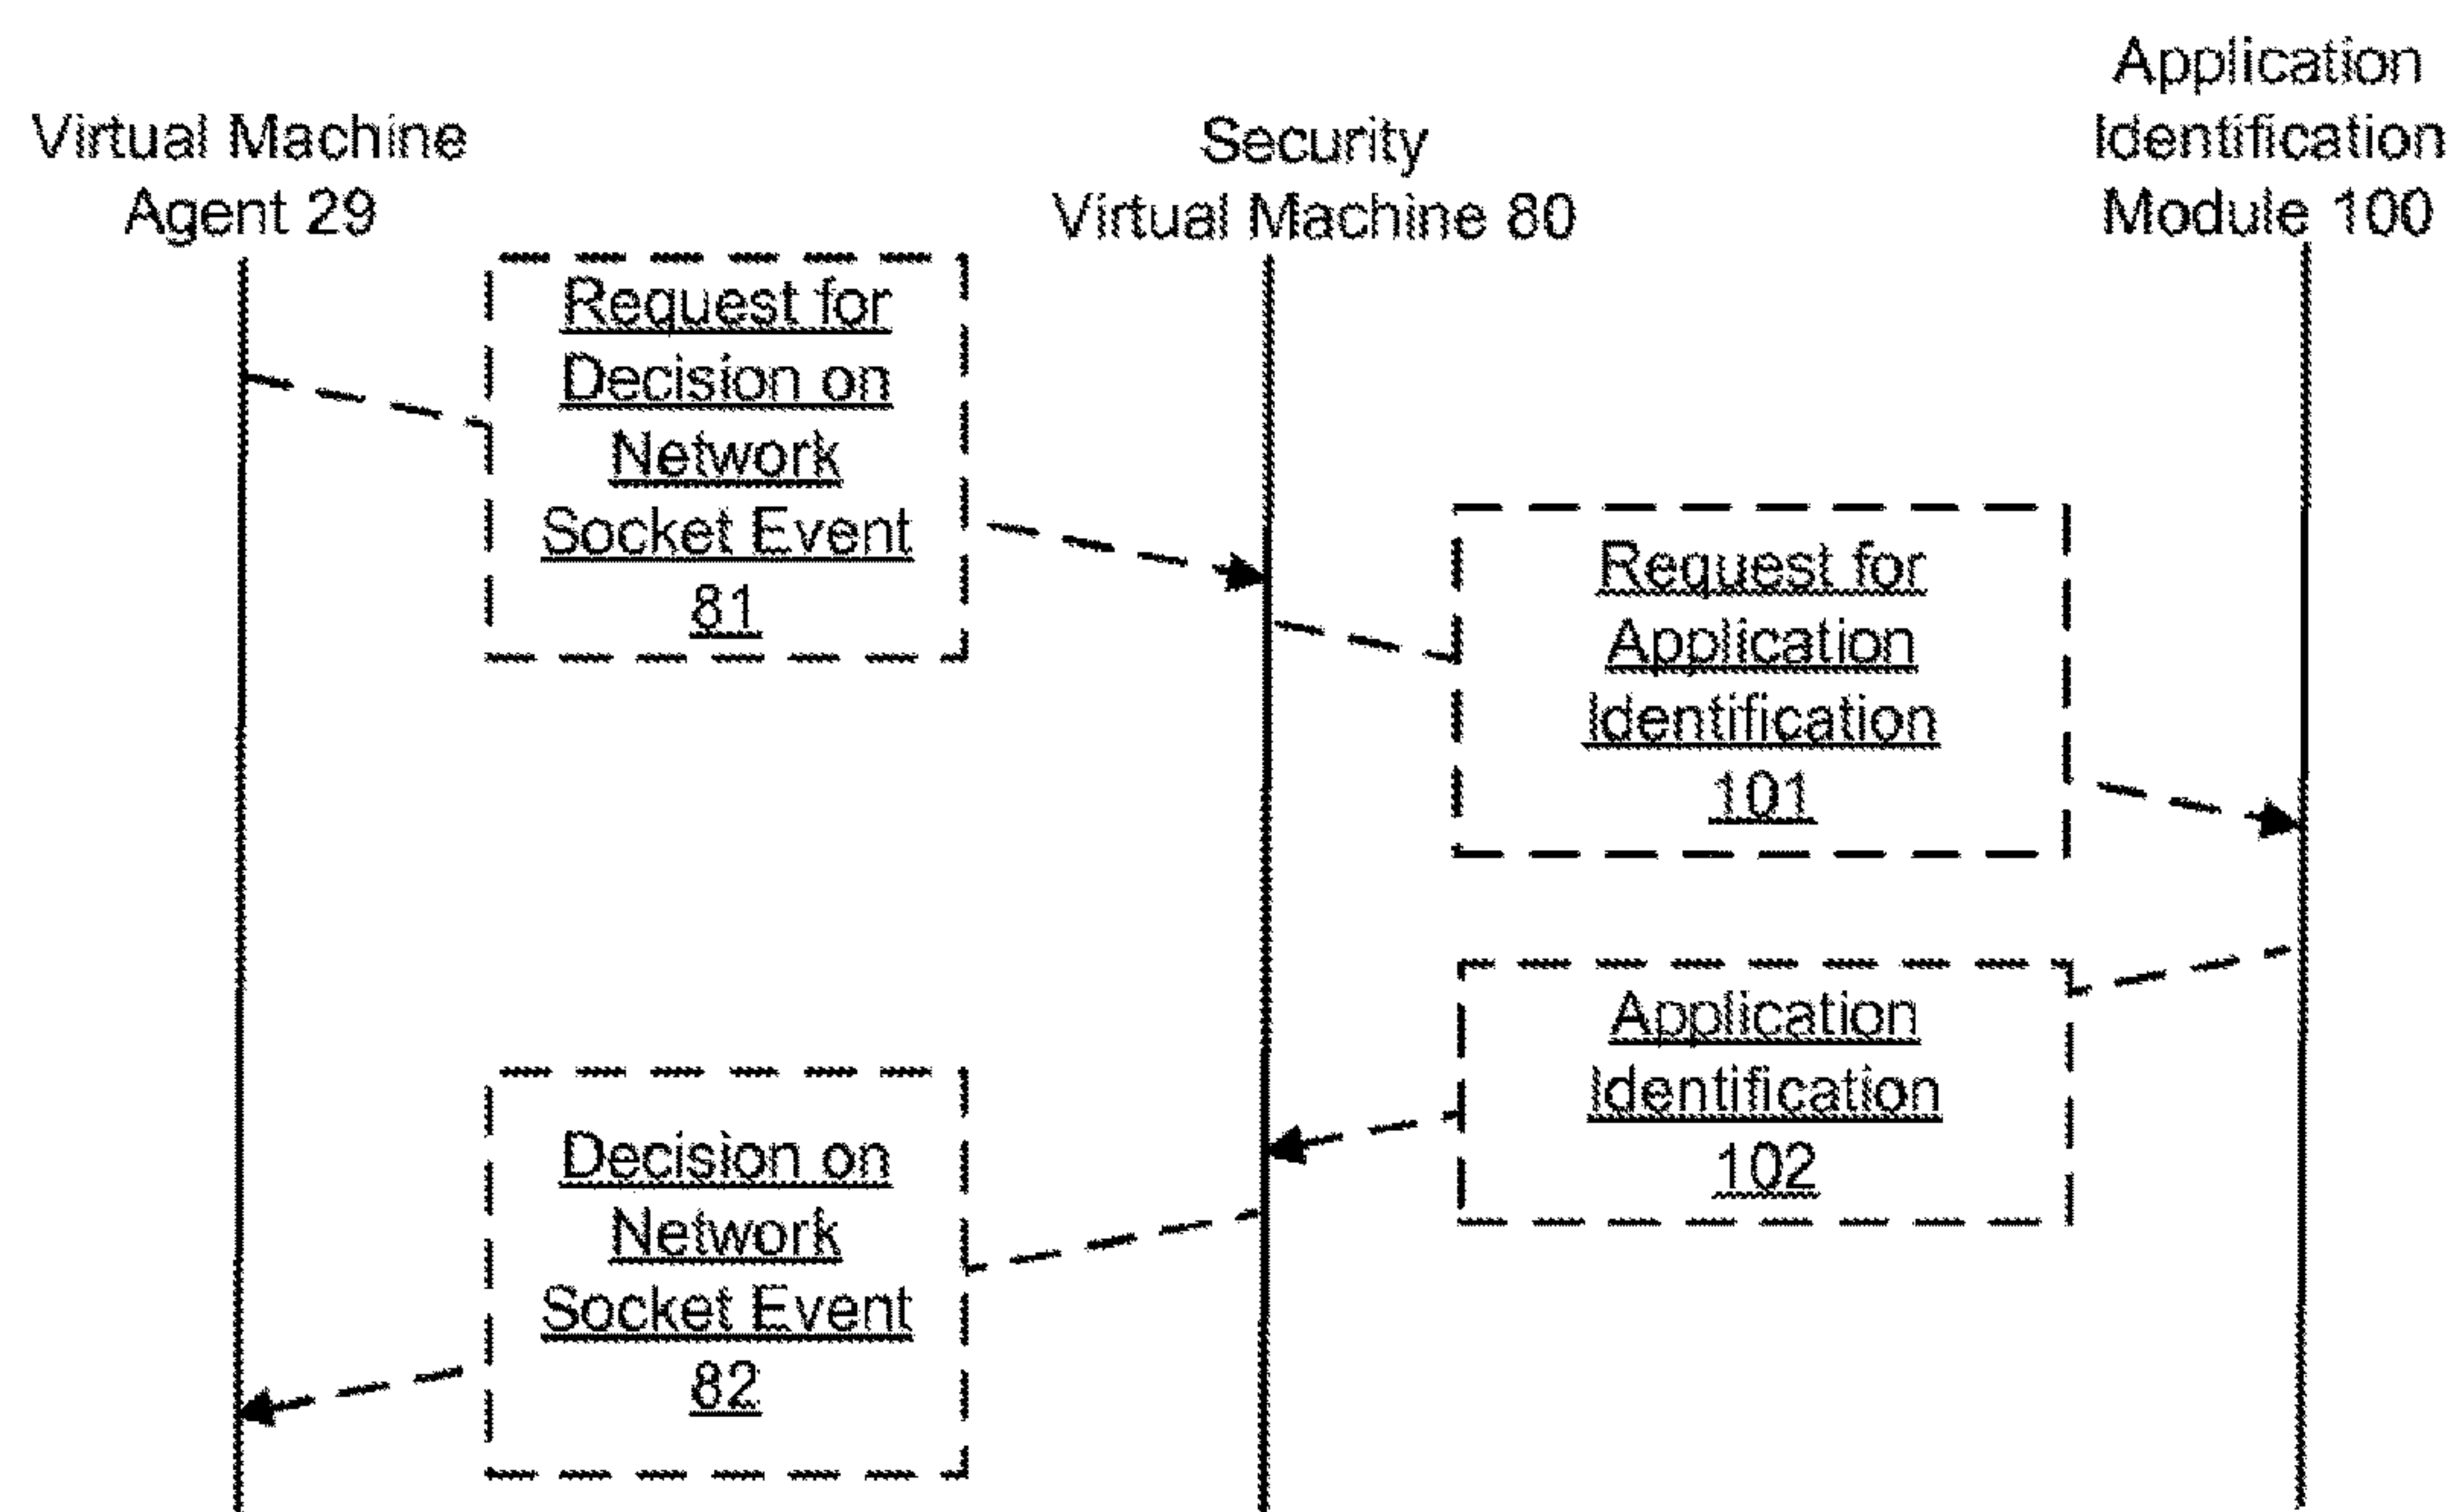 Virtual Machine
Agent 29
Security
Virtual Machine 80
Application
Identification
Module 100
Request for
Decision on
Network
Socket Event
81
Request for
Application
Identification
101
Application
Identification
102
Decision on
Network
Socket Event
82